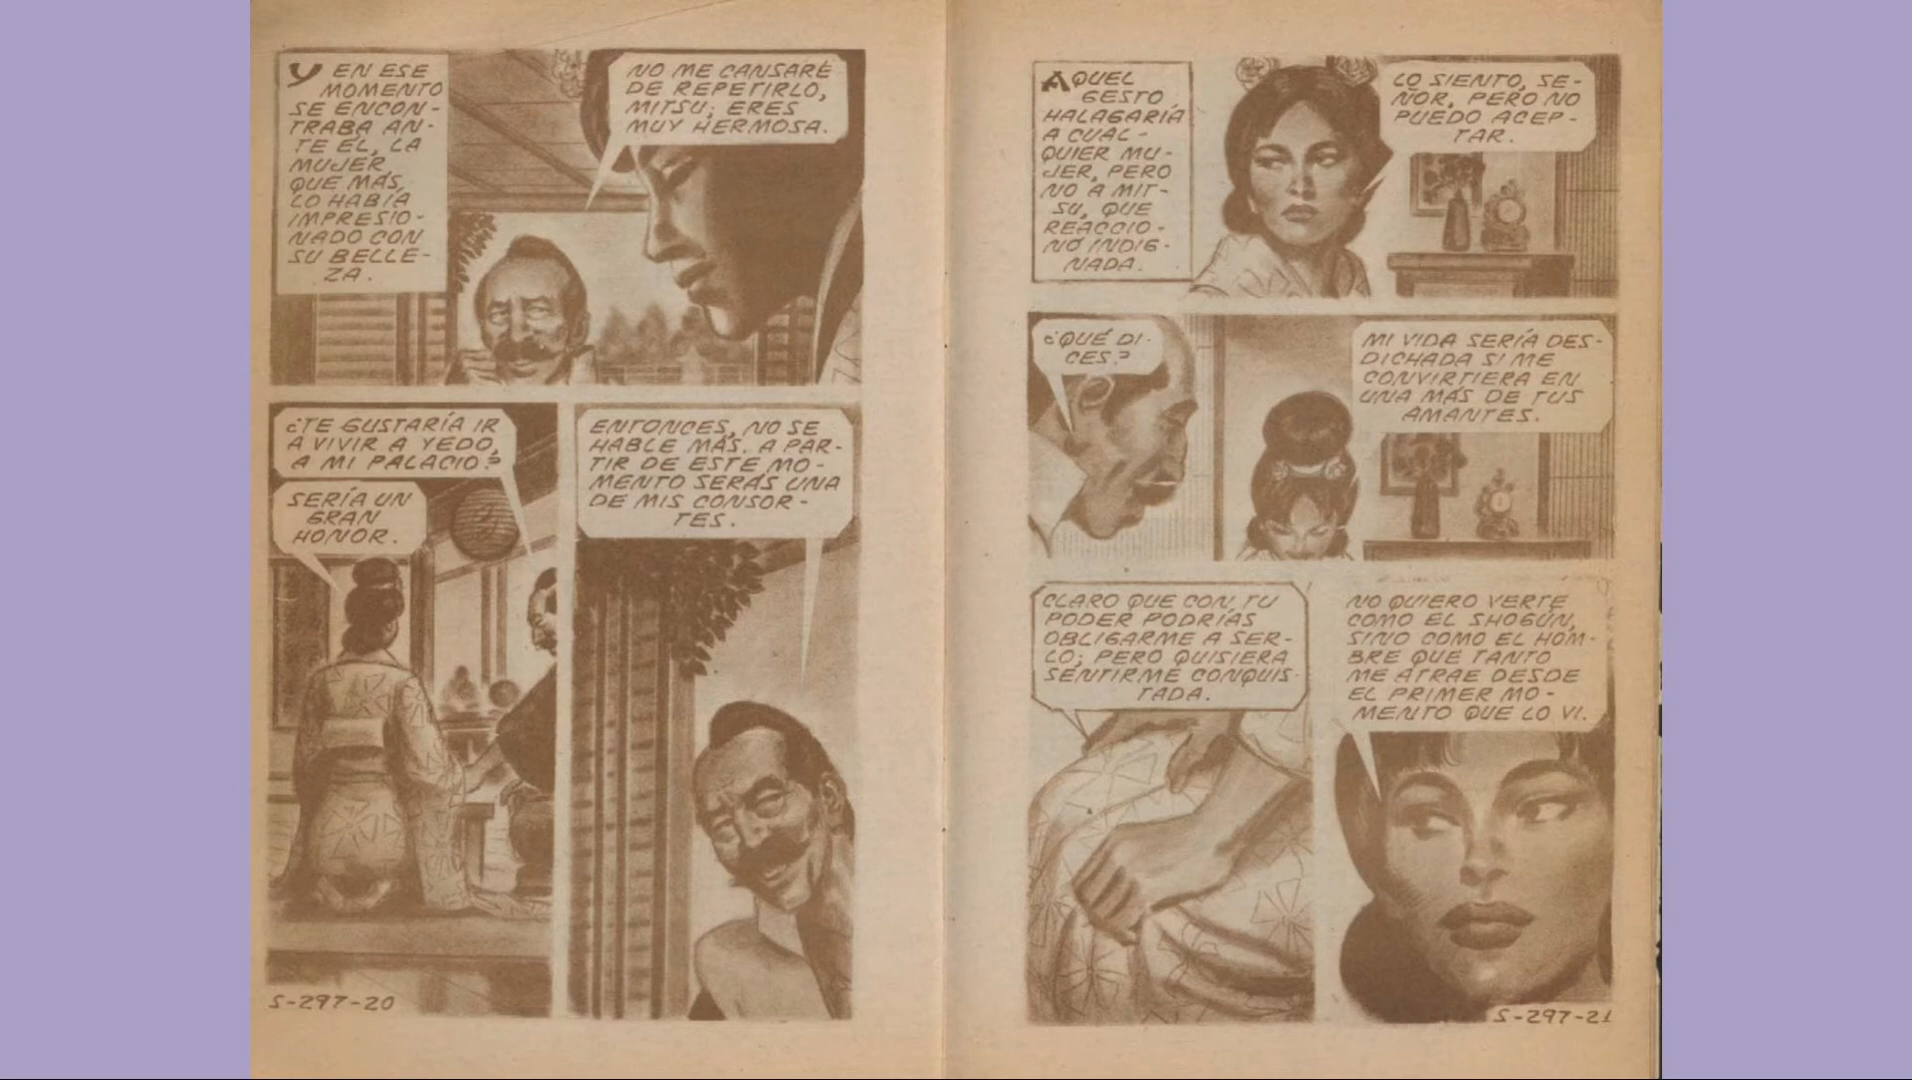 Y EN ESE
MOMENTO
SE ENCON-
TRABA AN-
TE EL, LA
MUJER
QUE MÁS,
LO HABÍA
IMPRESIO-
NADO CON
SU BELLE-
ZA.
NO ME CANSARÉ
DE REPETIRLO,
MITSU; ERES
MUY HERMOSA.
¿TE GUSTARÍA IR
A VIVIR A YEDO,
A MI PALACIO?
SERÍA UN
GRAN
HONOR.
ENTONCES, NO SE
HABLE MÁS. A PAR-
TIR DE ESTE MO-
MENTO SERÁS UNA
DE MIS CONSOR-
TES.
S-297-20
AQUEL
GESTO
HALAGARÍA
A CUAL-
QUIER MU-
JER, PERO
NO A MIT-
SU, QUE
REACCIO-
NÓ INDIG-
NADA.
LO SIENTO, SE-
ÑOR, PERO NO
PUEDO ACEP-
TAR.
¿QUÉ DI-
CES?
MI VIDA SERÍA DES-
DICHADA SI ME
CONVIRTIERA EN
UNA MÁS DE TUS
AMANTES.
CLARO QUE CON TU
PODER PODRÍAS
OBLIGARME A SER-
LO; PERO QUISIERA
SENTIRME CONQUIS-
TADA.
NO QUIERO VERTE
COMO EL SHOGÚN,
SINO COMO EL HOM-
BRE QUE TANTO
ME ATRAE DESDE
EL PRIMER MO-
MENTO QUE LO VI.
S-297-21